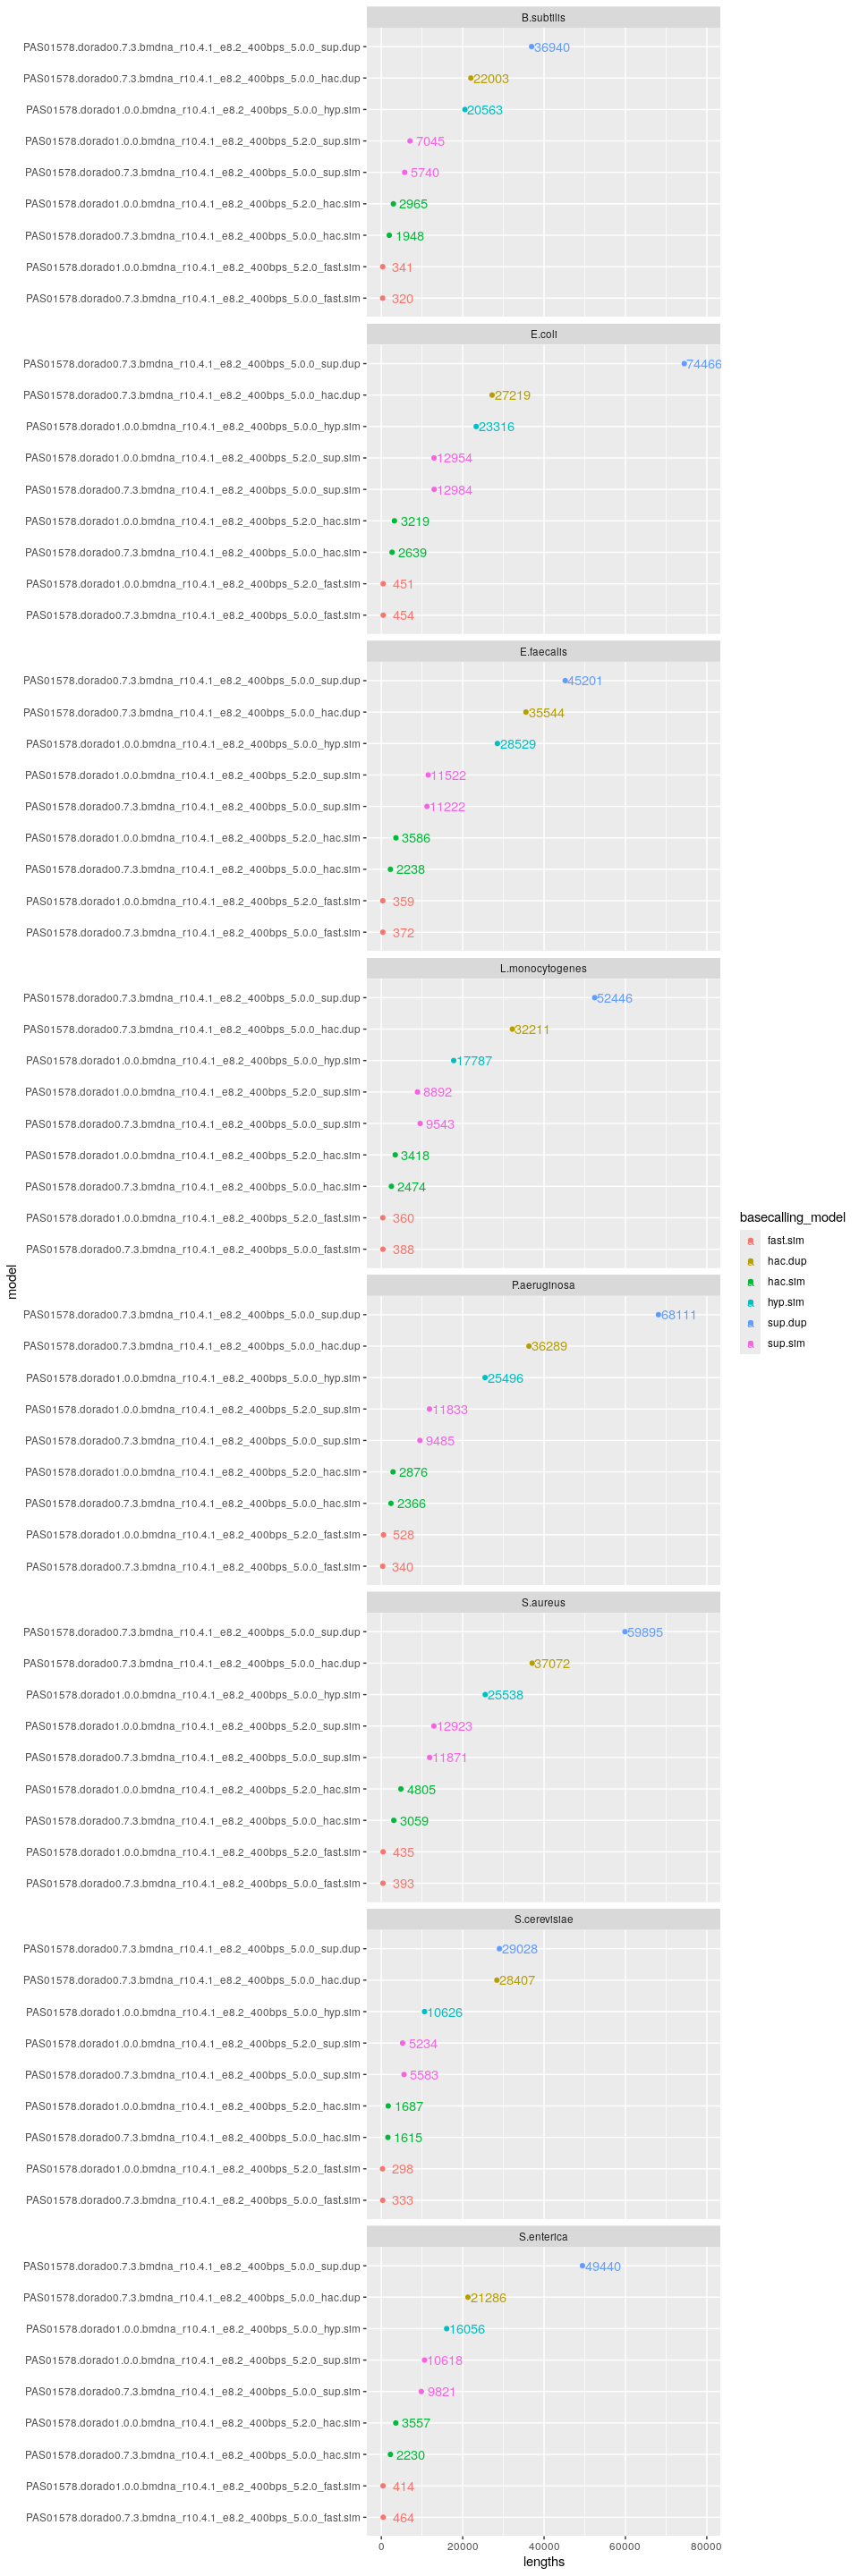 B.subtilis
PAS01578.dorado0.7.3.bmdna_r10.4.1_e8.2_400bps_5.0.0_sup.dup 36940
PAS01578.dorado0.7.3.bmdna_r10.4.1_e8.2_400bps_5.0.0_hac.dup 22003
PAS01578.dorado1.0.0.bmdna_r10.4.1_e8.2_400bps_5.0.0_hyp.sim 20563
PAS01578.dorado1.0.0.bmdna_r10.4.1_e8.2_400bps_5.2.0_sup.sim 7045
PAS01578.dorado0.7.3.bmdna_r10.4.1_e8.2_400bps_5.0.0_sup.sim 5740
PAS01578.dorado1.0.0.bmdna_r10.4.1_e8.2_400bps_5.2.0_hac.sim 2965
PAS01578.dorado0.7.3.bmdna_r10.4.1_e8.2_400bps_5.0.0_hac.sim 1948
PAS01578.dorado1.0.0.bmdna_r10.4.1_e8.2_400bps_5.2.0_fast.sim 341
PAS01578.dorado0.7.3.bmdna_r10.4.1_e8.2_400bps_5.0.0_fast.sim 320
E.coli
PAS01578.dorado0.7.3.bmdna_r10.4.1_e8.2_400bps_5.0.0_sup.dup 74466
PAS01578.dorado0.7.3.bmdna_r10.4.1_e8.2_400bps_5.0.0_hac.dup 27219
PAS01578.dorado1.0.0.bmdna_r10.4.1_e8.2_400bps_5.0.0_hyp.sim 23316
PAS01578.dorado1.0.0.bmdna_r10.4.1_e8.2_400bps_5.2.0_sup.sim 12954
PAS01578.dorado0.7.3.bmdna_r10.4.1_e8.2_400bps_5.0.0_sup.sim 12984
PAS01578.dorado1.0.0.bmdna_r10.4.1_e8.2_400bps_5.2.0_hac.sim 3219
PAS01578.dorado0.7.3.bmdna_r10.4.1_e8.2_400bps_5.0.0_hac.sim 2639
PAS01578.dorado1.0.0.bmdna_r10.4.1_e8.2_400bps_5.2.0_fast.sim 451
PAS01578.dorado0.7.3.bmdna_r10.4.1_e8.2_400bps_5.0.0_fast.sim 454
E.faecalis
PAS01578.dorado0.7.3.bmdna_r10.4.1_e8.2_400bps_5.0.0_sup.dup 45201
PAS01578.dorado0.7.3.bmdna_r10.4.1_e8.2_400bps_5.0.0_hac.dup 35544
PAS01578.dorado1.0.0.bmdna_r10.4.1_e8.2_400bps_5.0.0_hyp.sim 28529
PAS01578.dorado1.0.0.bmdna_r10.4.1_e8.2_400bps_5.2.0_sup.sim 11522
PAS01578.dorado0.7.3.bmdna_r10.4.1_e8.2_400bps_5.0.0_sup.sim 11222
PAS01578.dorado1.0.0.bmdna_r10.4.1_e8.2_400bps_5.2.0_hac.sim 3586
PAS01578.dorado0.7.3.bmdna_r10.4.1_e8.2_400bps_5.0.0_hac.sim 2238
PAS01578.dorado1.0.0.bmdna_r10.4.1_e8.2_400bps_5.2.0_fast.sim 359
PAS01578.dorado0.7.3.bmdna_r10.4.1_e8.2_400bps_5.0.0_fast.sim 372
L.monocytogenes
PAS01578.dorado0.7.3.bmdna_r10.4.1_e8.2_400bps_5.0.0_sup.dup 52446
PAS01578.dorado0.7.3.bmdna_r10.4.1_e8.2_400bps_5.0.0_hac.dup 32211
PAS01578.dorado1.0.0.bmdna_r10.4.1_e8.2_400bps_5.0.0_hyp.sim 17787
PAS01578.dorado1.0.0.bmdna_r10.4.1_e8.2_400bps_5.2.0_sup.sim 8892
PAS01578.dorado0.7.3.bmdna_r10.4.1_e8.2_400bps_5.0.0_sup.sim 9543
PAS01578.dorado1.0.0.bmdna_r10.4.1_e8.2_400bps_5.2.0_hac.sim 3418
PAS01578.dorado0.7.3.bmdna_r10.4.1_e8.2_400bps_5.0.0_hac.sim 2474
PAS01578.dorado1.0.0.bmdna_r10.4.1_e8.2_400bps_5.2.0_fast.sim 360
PAS01578.dorado0.7.3.bmdna_r10.4.1_e8.2_400bps_5.0.0_fast.sim 388
P.aeruginosa
PAS01578.dorado0.7.3.bmdna_r10.4.1_e8.2_400bps_5.0.0_sup.dup 68111
PAS01578.dorado0.7.3.bmdna_r10.4.1_e8.2_400bps_5.0.0_hac.dup 36289
PAS01578.dorado1.0.0.bmdna_r10.4.1_e8.2_400bps_5.0.0_hyp.sim 25496
PAS01578.dorado1.0.0.bmdna_r10.4.1_e8.2_400bps_5.2.0_sup.sim 11833
PAS01578.dorado0.7.3.bmdna_r10.4.1_e8.2_400bps_5.0.0_sup.sim 9485
PAS01578.dorado1.0.0.bmdna_r10.4.1_e8.2_400bps_5.2.0_hac.sim 2876
PAS01578.dorado0.7.3.bmdna_r10.4.1_e8.2_400bps_5.0.0_hac.sim 2366
PAS01578.dorado1.0.0.bmdna_r10.4.1_e8.2_400bps_5.2.0_fast.sim 528
PAS01578.dorado0.7.3.bmdna_r10.4.1_e8.2_400bps_5.0.0_fast.sim 340
S.aureus
PAS01578.dorado0.7.3.bmdna_r10.4.1_e8.2_400bps_5.0.0_sup.dup 59895
PAS01578.dorado0.7.3.bmdna_r10.4.1_e8.2_400bps_5.0.0_hac.dup 37072
PAS01578.dorado1.0.0.bmdna_r10.4.1_e8.2_400bps_5.0.0_hyp.sim 25538
PAS01578.dorado1.0.0.bmdna_r10.4.1_e8.2_400bps_5.2.0_sup.sim 12923
PAS01578.dorado0.7.3.bmdna_r10.4.1_e8.2_400bps_5.0.0_sup.sim 11871
PAS01578.dorado1.0.0.bmdna_r10.4.1_e8.2_400bps_5.2.0_hac.sim 4805
PAS01578.dorado0.7.3.bmdna_r10.4.1_e8.2_400bps_5.0.0_hac.sim 3059
PAS01578.dorado1.0.0.bmdna_r10.4.1_e8.2_400bps_5.2.0_fast.sim 435
PAS01578.dorado0.7.3.bmdna_r10.4.1_e8.2_400bps_5.0.0_fast.sim 393
S.cerevisiae
PAS01578.dorado0.7.3.bmdna_r10.4.1_e8.2_400bps_5.0.0_sup.dup 29028
PAS01578.dorado0.7.3.bmdna_r10.4.1_e8.2_400bps_5.0.0_hac.dup 28407
PAS01578.dorado1.0.0.bmdna_r10.4.1_e8.2_400bps_5.0.0_hyp.sim 10626
PAS01578.dorado1.0.0.bmdna_r10.4.1_e8.2_400bps_5.2.0_sup.sim 5234
PAS01578.dorado0.7.3.bmdna_r10.4.1_e8.2_400bps_5.0.0_sup.sim 5583
PAS01578.dorado1.0.0.bmdna_r10.4.1_e8.2_400bps_5.2.0_hac.sim 1687
PAS01578.dorado0.7.3.bmdna_r10.4.1_e8.2_400bps_5.0.0_hac.sim 1615
PAS01578.dorado1.0.0.bmdna_r10.4.1_e8.2_400bps_5.2.0_fast.sim 298
PAS01578.dorado0.7.3.bmdna_r10.4.1_e8.2_400bps_5.0.0_fast.sim 333
S.enterica
PAS01578.dorado0.7.3.bmdna_r10.4.1_e8.2_400bps_5.0.0_sup.dup 49440
PAS01578.dorado0.7.3.bmdna_r10.4.1_e8.2_400bps_5.0.0_hac.dup 21286
PAS01578.dorado1.0.0.bmdna_r10.4.1_e8.2_400bps_5.0.0_hyp.sim 16056
PAS01578.dorado1.0.0.bmdna_r10.4.1_e8.2_400bps_5.2.0_sup.sim 10618
PAS01578.dorado0.7.3.bmdna_r10.4.1_e8.2_400bps_5.0.0_sup.sim 9821
PAS01578.dorado1.0.0.bmdna_r10.4.1_e8.2_400bps_5.2.0_hac.sim 3557
PAS01578.dorado0.7.3.bmdna_r10.4.1_e8.2_400bps_5.0.0_hac.sim 2230
PAS01578.dorado1.0.0.bmdna_r10.4.1_e8.2_400bps_5.2.0_fast.sim 414
PAS01578.dorado0.7.3.bmdna_r10.4.1_e8.2_400bps_5.0.0_fast.sim 464
0 20000 40000 60000 80000
lengths
model
basecalling_model
fast.sim
hac.dup
hac.sim
hyp.sim
sup.dup
sup.sim